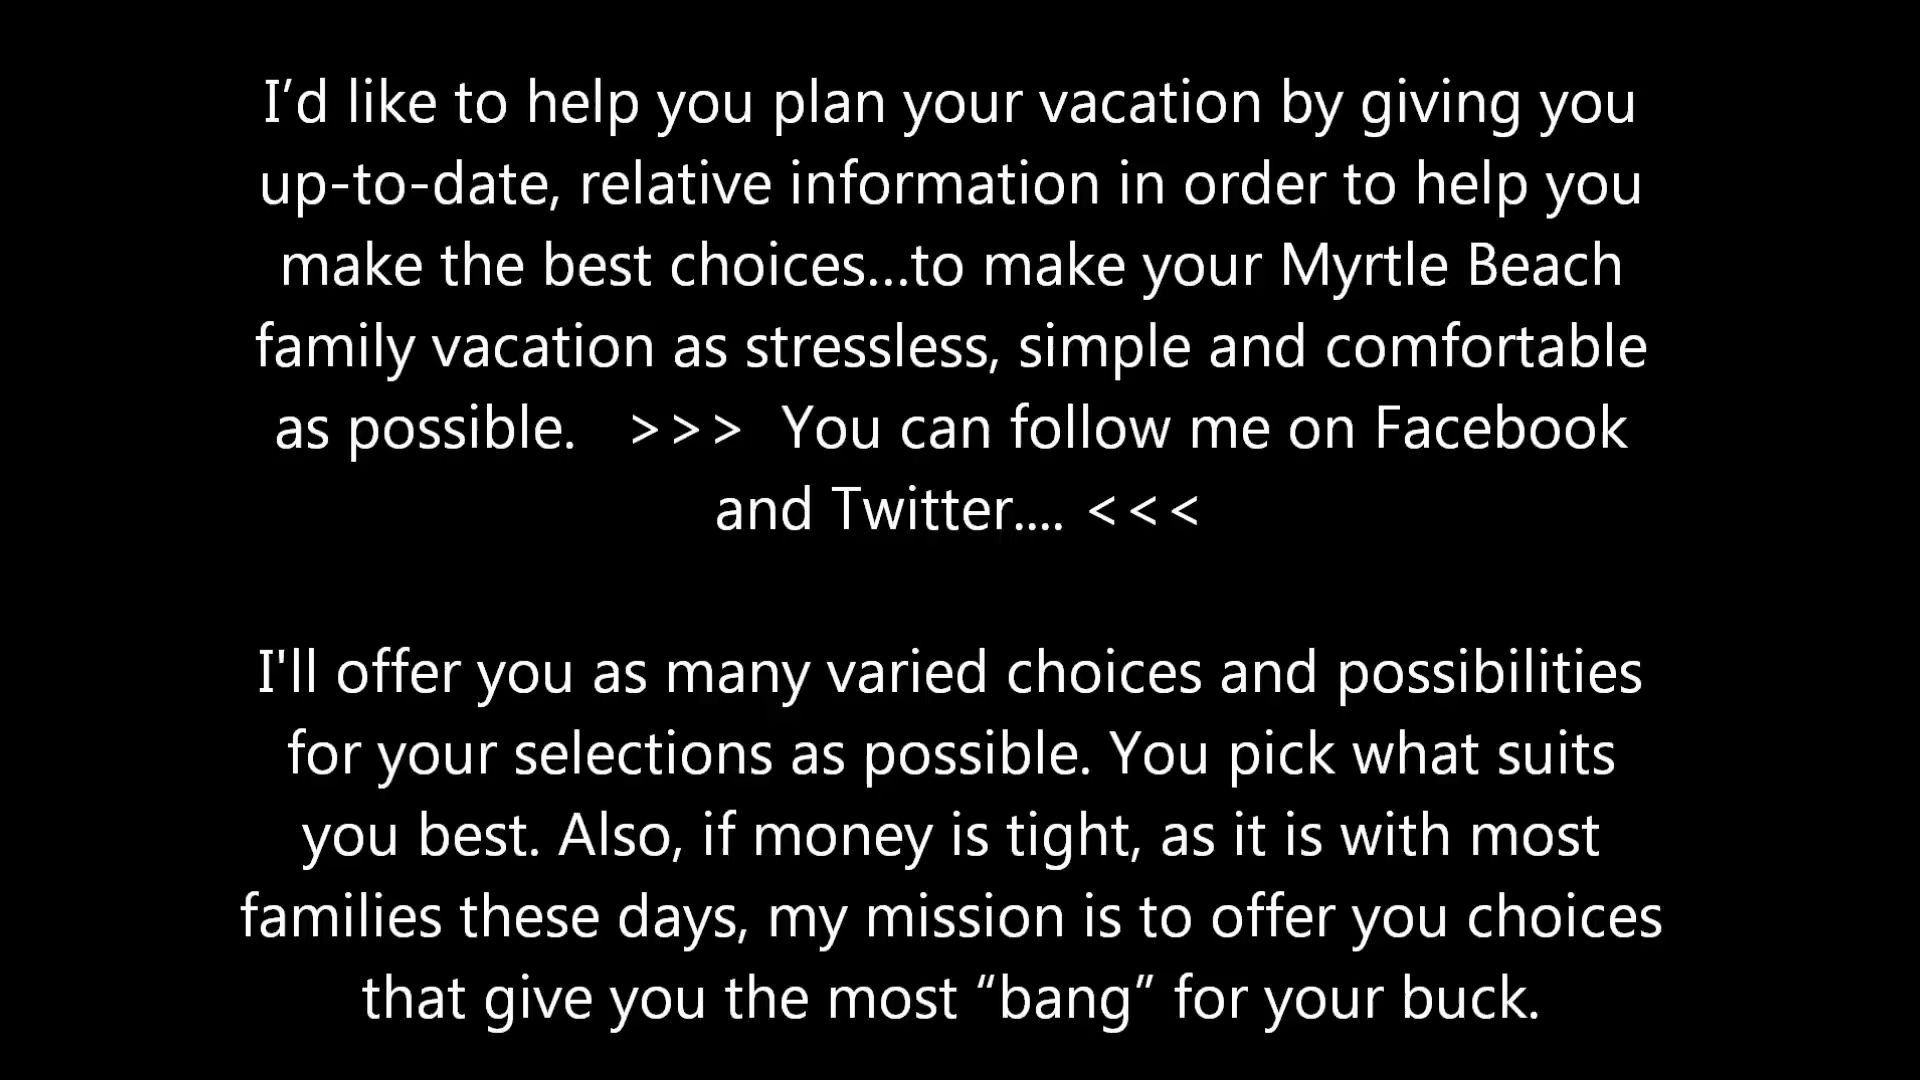 I’d like to help you plan your vacation by giving you
up-to-date, relative information in order to help you
make the best choices...to make your Myrtle Beach
family vacation as stressless, simple and comfortable
as possible.   >>>  You can follow me on Facebook
and Twitter.... <<<
I'll offer you as many varied choices and possibilities
for your selections as possible. You pick what suits
you best. Also, if money is tight, as it is with most
families these days, my mission is to offer you choices
that give you the most “bang” for your buck.